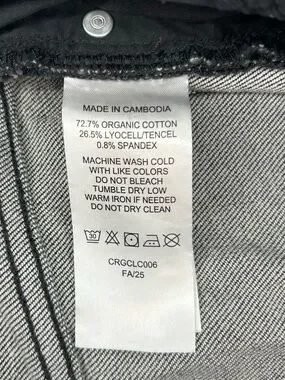 MADE IN CAMBODIA
72.7% ORGANIC COTTON
26.5% LYOCELL/TENCEL
0.8% SPANDEX
MACHINE WASH COLD
WITH LIKE COLORS
DO NOT BLEACH
TUMBLE DRY LOW
WARM IRON IF NEEDED
DO NOT DRY CLEAN
30
CRGCLC006
FA/25